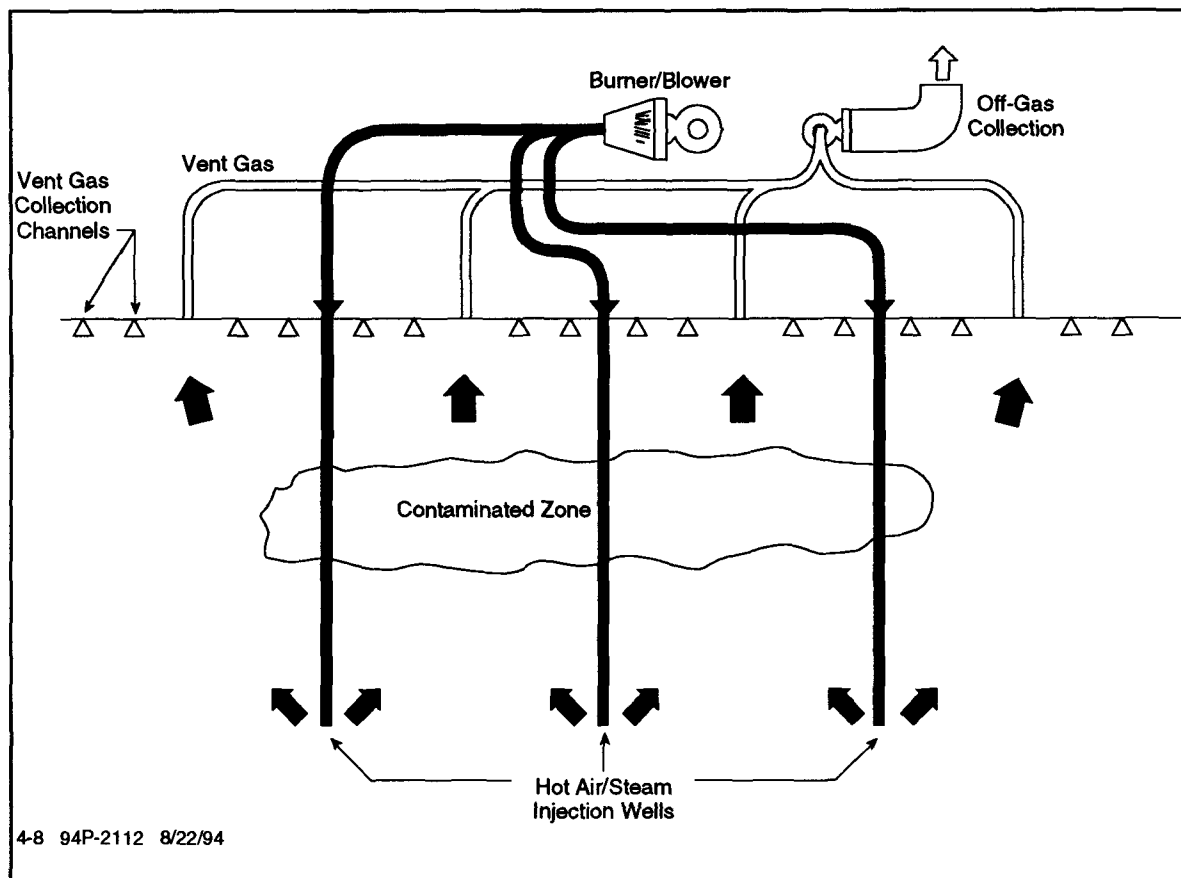 Burner/Blower
Off-Gas
Collection
Vent Gas
Vent Gas
Collection
Channels
Contaminated Zone
Hot Air/Steam
Injection Wells
4-8 94P-2112 8/22/94